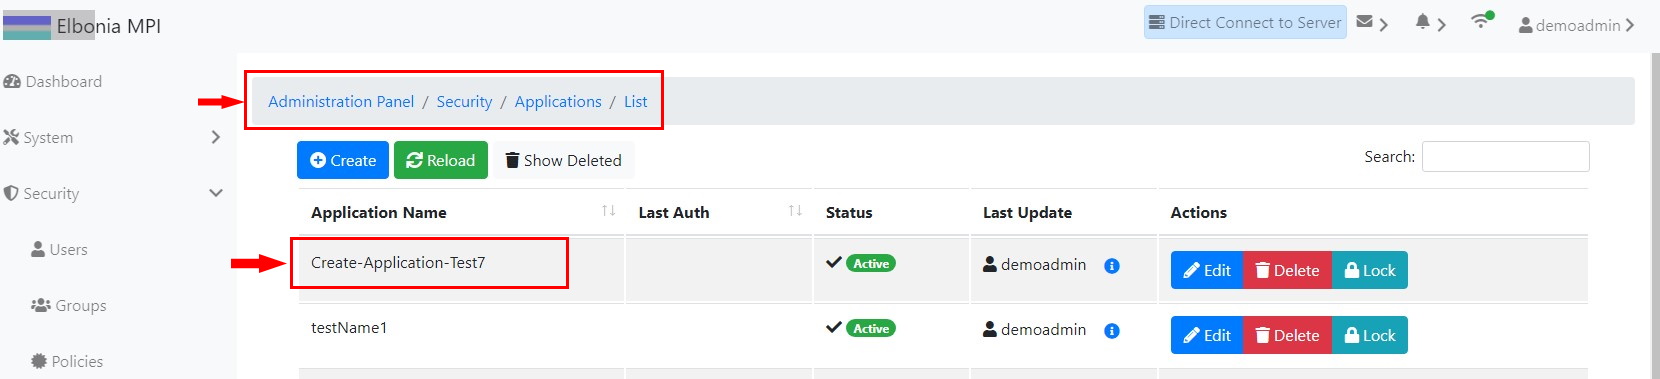 Elbonia MPI
Direct Connect to Server
demoadmin
Dashboard
System
Security
Users
Groups
Policies
Administration Panel / Security / Applications / List
Create Reload Show Deleted
Search:
Application Name Last Auth Status Last Update Actions
Create-Application-Test7 Active demoadmin Edit Delete Lock
testName1 Active demoadmin Edit Delete Lock